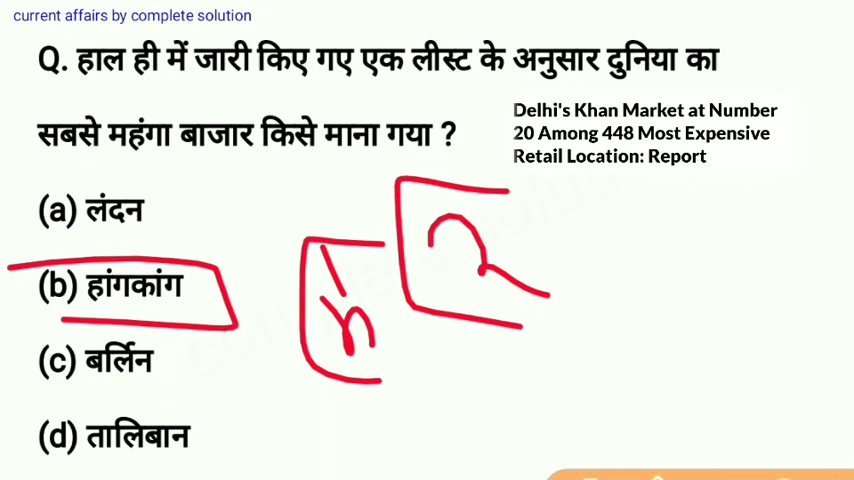 current affairs by complete solution
Q. हाल ही में जारी किए गए एक लीस्ट के अनुसार दुनिया का
सबसे महंगा बाजार किसे माना गया ?
Delhi's Khan Market at Number
20 Among 448 Most Expensive
Retail Location: Report
(a) लंदन
(b) हांगकांग
(c) बर्लिन
(d) तालिबान